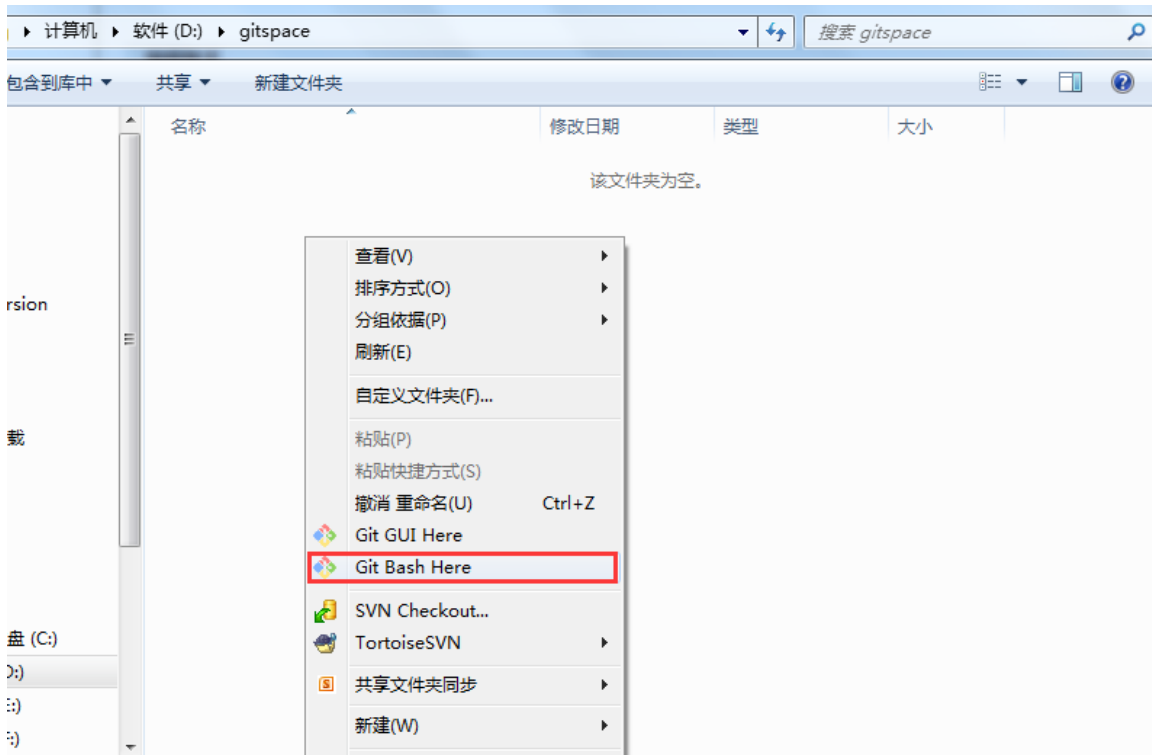 计算机 ▸ 软件 (D:) ▸ gitspace
搜索 gitspace
包含到库中
共享
新建文件夹
名称
修改日期
类型
大小
该文件夹为空。
rsion
载
盘 (C:)
D:)
E:)
F:)
查看(V)
排序方式(O)
分组依据(P)
刷新(E)
自定义文件夹(F)...
粘贴(P)
粘贴快捷方式(S)
撤消 重命名(U) Ctrl+Z
Git GUI Here
Git Bash Here
SVN Checkout...
TortoiseSVN
共享文件夹同步
新建(W)